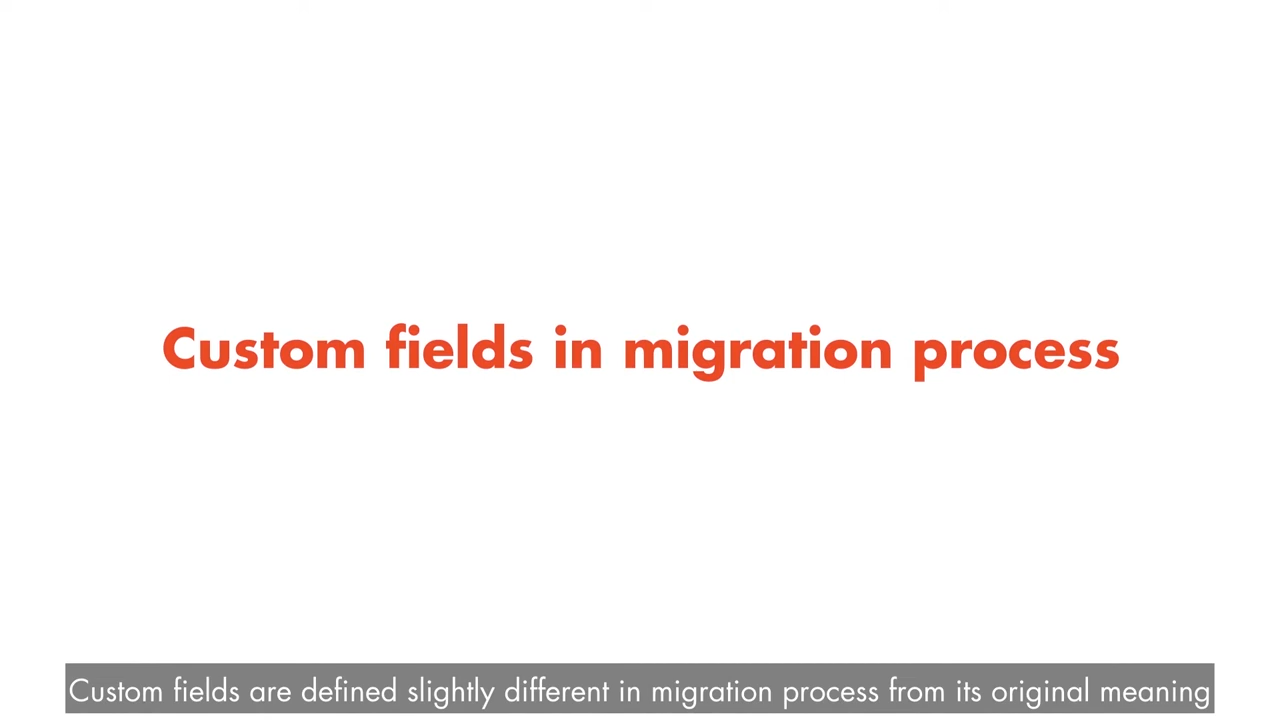 Custom fields in migration process
Custom fields are defined slightly different in migration process from its original meaning